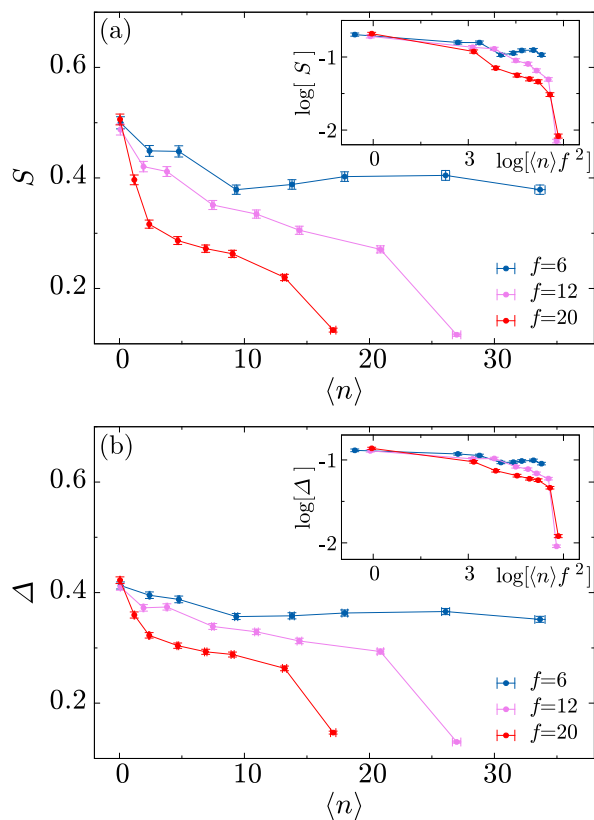 (a)
0.6
0.4
0.2
S
0
10
20
30
⟨n⟩
f=6
f=12
f=20
-1
-2
log[ S ]
0
3
log[⟨n⟩f ²]
(b)
0.6
0.4
0.2
Δ
0
10
20
30
⟨n⟩
f=6
f=12
f=20
-1
-2
log[Δ ]
0
3
log[⟨n⟩f ²]